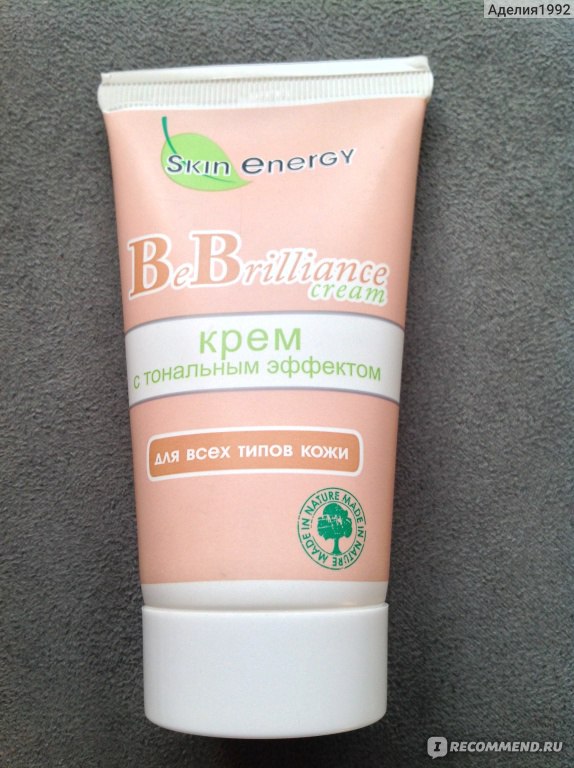 Аделия1992
Skin energy
BeBrilliance
cream
крем
с тональным эффектом
для всех типов кожи
MADE IN NATURE MADE IN NATURE
I RECOMMEND.RU